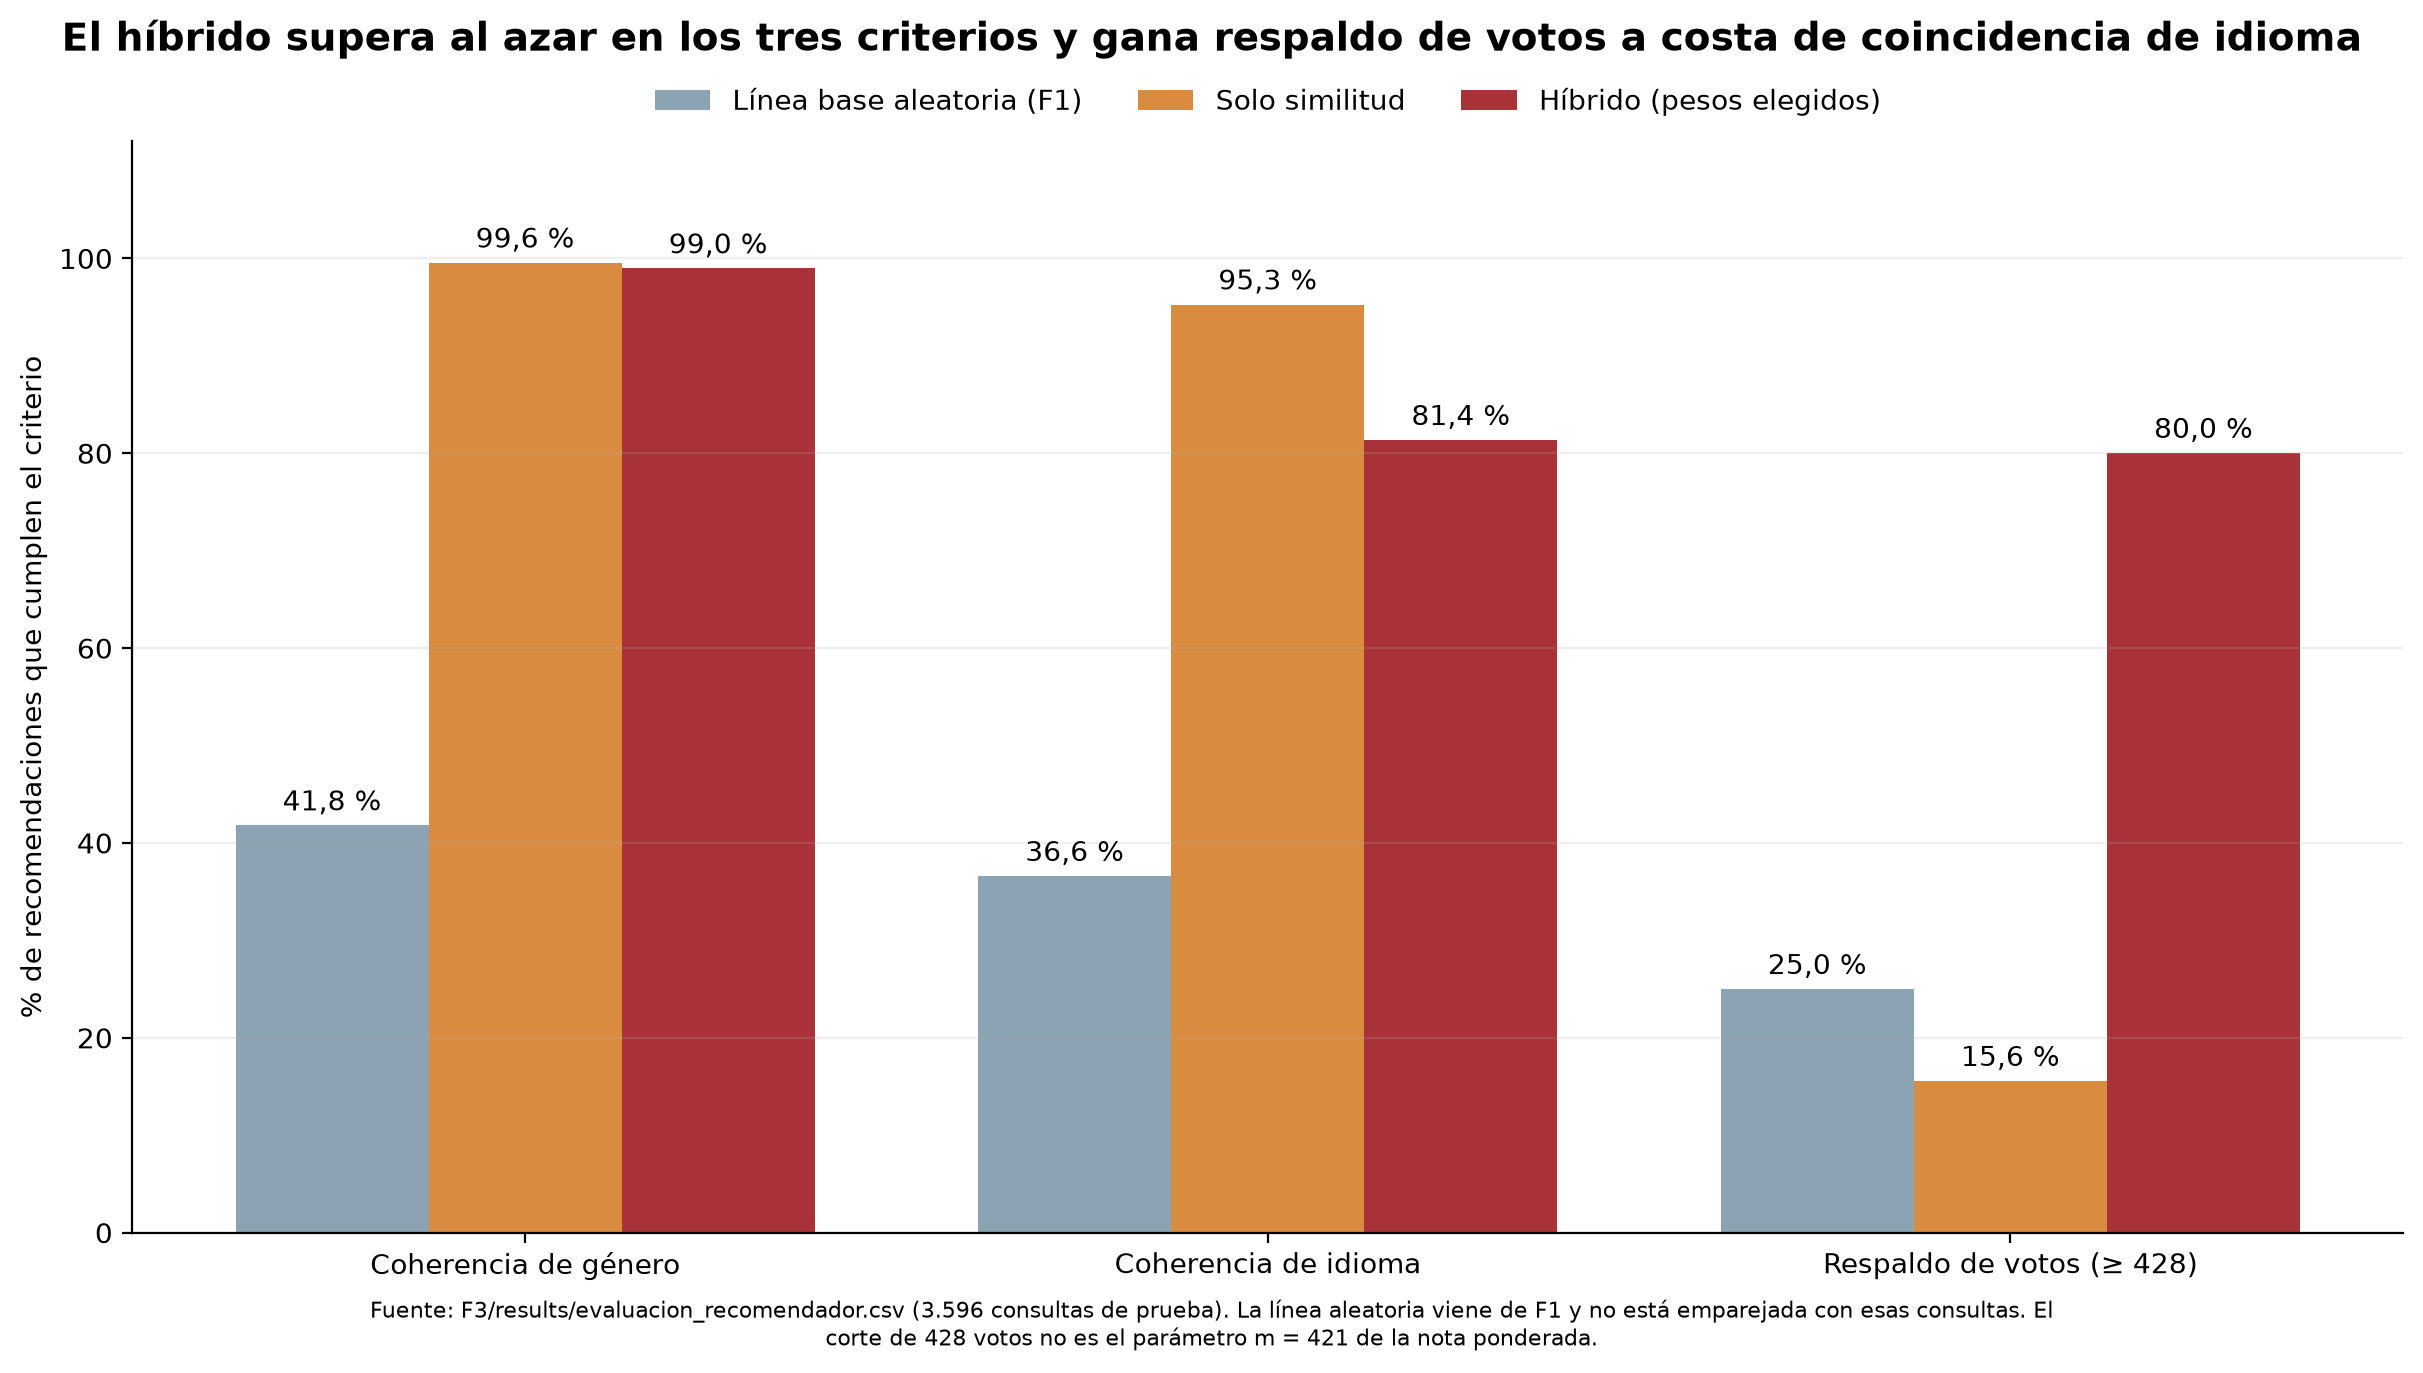 El híbrido supera al azar en los tres criterios y gana respaldo de votos a costa de coincidencia de idioma
Línea base aleatoria (F1)
Solo similitud
Híbrido (pesos elegidos)
% de recomendaciones que cumplen el criterio
100
80
60
40
20
0
41,8 %
99,6 %
99,0 %
36,6 %
95,3 %
81,4 %
25,0 %
15,6 %
80,0 %
Coherencia de género
Coherencia de idioma
Respaldo de votos (≥ 428)
Fuente: F3/results/evaluacion_recomendador.csv (3.596 consultas de prueba). La línea aleatoria viene de F1 y no está emparejada con esas consultas. El
corte de 428 votos no es el parámetro m = 421 de la nota ponderada.